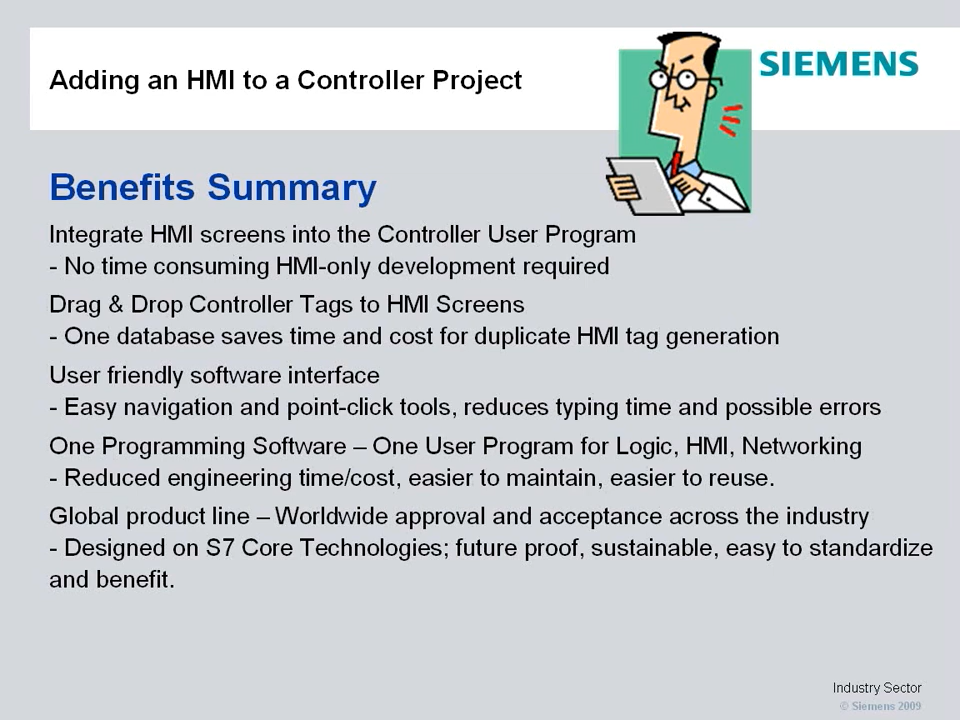 Adding an HMI to a Controller Project
SIEMENS
Benefits Summary
Integrate HMI screens into the Controller User Program
- No time consuming HMI-only development required
Drag & Drop Controller Tags to HMI Screens
- One database saves time and cost for duplicate HMI tag generation
User friendly software interface
- Easy navigation and point-click tools, reduces typing time and possible errors
One Programming Software – One User Program for Logic, HMI, Networking
- Reduced engineering time/cost, easier to maintain, easier to reuse.
Global product line – Worldwide approval and acceptance across the industry
- Designed on S7 Core Technologies; future proof, sustainable, easy to standardize
and benefit.
Industry Sector
© Siemens 2009